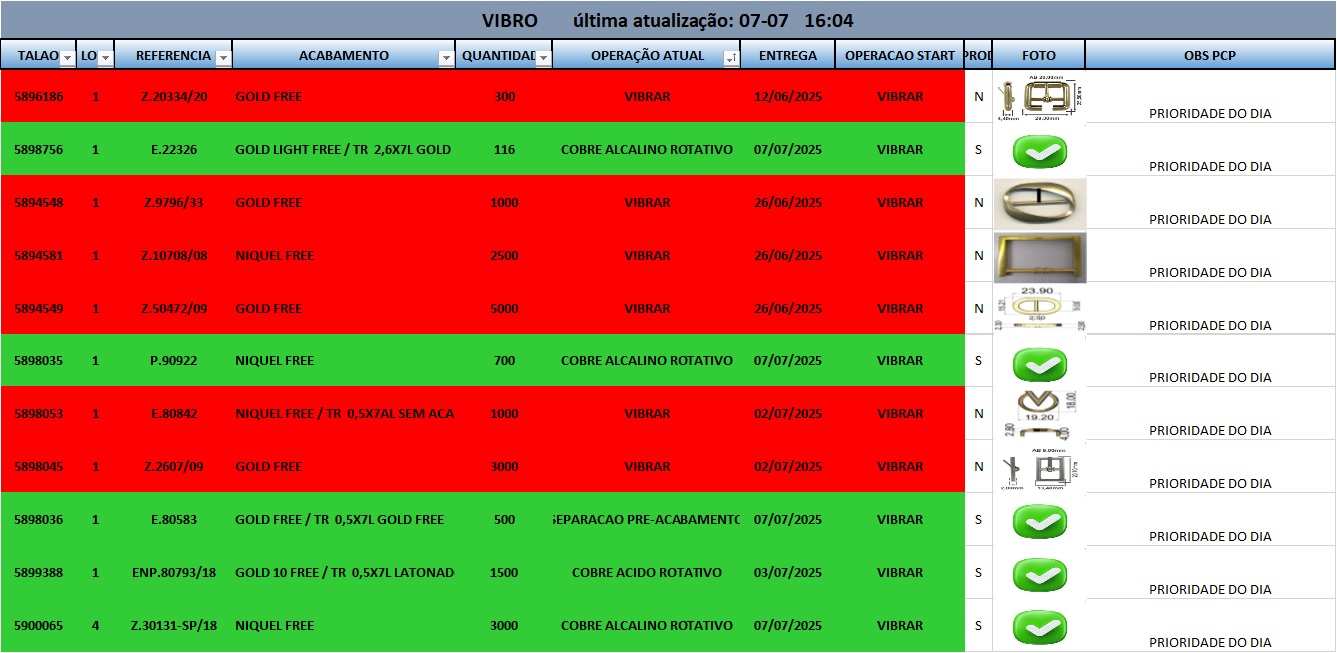 VIBRO última atualização: 07-07 16:04
TALAO LO REFERENCIA ACABAMENTO QUANTIDAD OPERAÇÃO ATUAL ENTREGA OPERACAO START PROD FOTO OBS PCP
5896186 1 Z.20334/20 GOLD FREE 300 VIBRAR 12/06/2025 VIBRAR N AB 20.00mm 4,40mm 29.30mm PRIORIDADE DO DIA
5898756 1 E.22326 GOLD LIGHT FREE / TR 2,6X7L GOLD 116 COBRE ALCALINO ROTATIVO 07/07/2025 VIBRAR S PRIORIDADE DO DIA
5894548 1 Z.9796/33 GOLD FREE 1000 VIBRAR 26/06/2025 VIBRAR N PRIORIDADE DO DIA
5894581 1 Z.10708/08 NIQUEL FREE 2500 VIBRAR 26/06/2025 VIBRAR N PRIORIDADE DO DIA
5894549 1 Z.50472/09 GOLD FREE 5000 VIBRAR 26/06/2025 VIBRAR N 23.90 PRIORIDADE DO DIA
5898035 1 P.90922 NIQUEL FREE 700 COBRE ALCALINO ROTATIVO 07/07/2025 VIBRAR S PRIORIDADE DO DIA
5898053 1 E.80842 NIQUEL FREE / TR 0,5X7AL SEM ACA 1000 VIBRAR 02/07/2025 VIBRAR N 18.00 19.20 2.80 4.00 PRIORIDADE DO DIA
5898045 1 Z.2607/09 GOLD FREE 3000 VIBRAR 02/07/2025 VIBRAR N AB 9.00mm PRIORIDADE DO DIA
5898036 1 E.80583 GOLD FREE / TR 0,5X7L GOLD FREE 500 SEPARACAO PRE-ACABAMENTO 07/07/2025 VIBRAR S PRIORIDADE DO DIA
5899388 1 ENP.80793/18 GOLD 10 FREE / TR 0,5X7L LATONAD 1500 COBRE ACIDO ROTATIVO 03/07/2025 VIBRAR S PRIORIDADE DO DIA
5900065 4 Z.30131-SP/18 NIQUEL FREE 3000 COBRE ALCALINO ROTATIVO 07/07/2025 VIBRAR S PRIORIDADE DO DIA